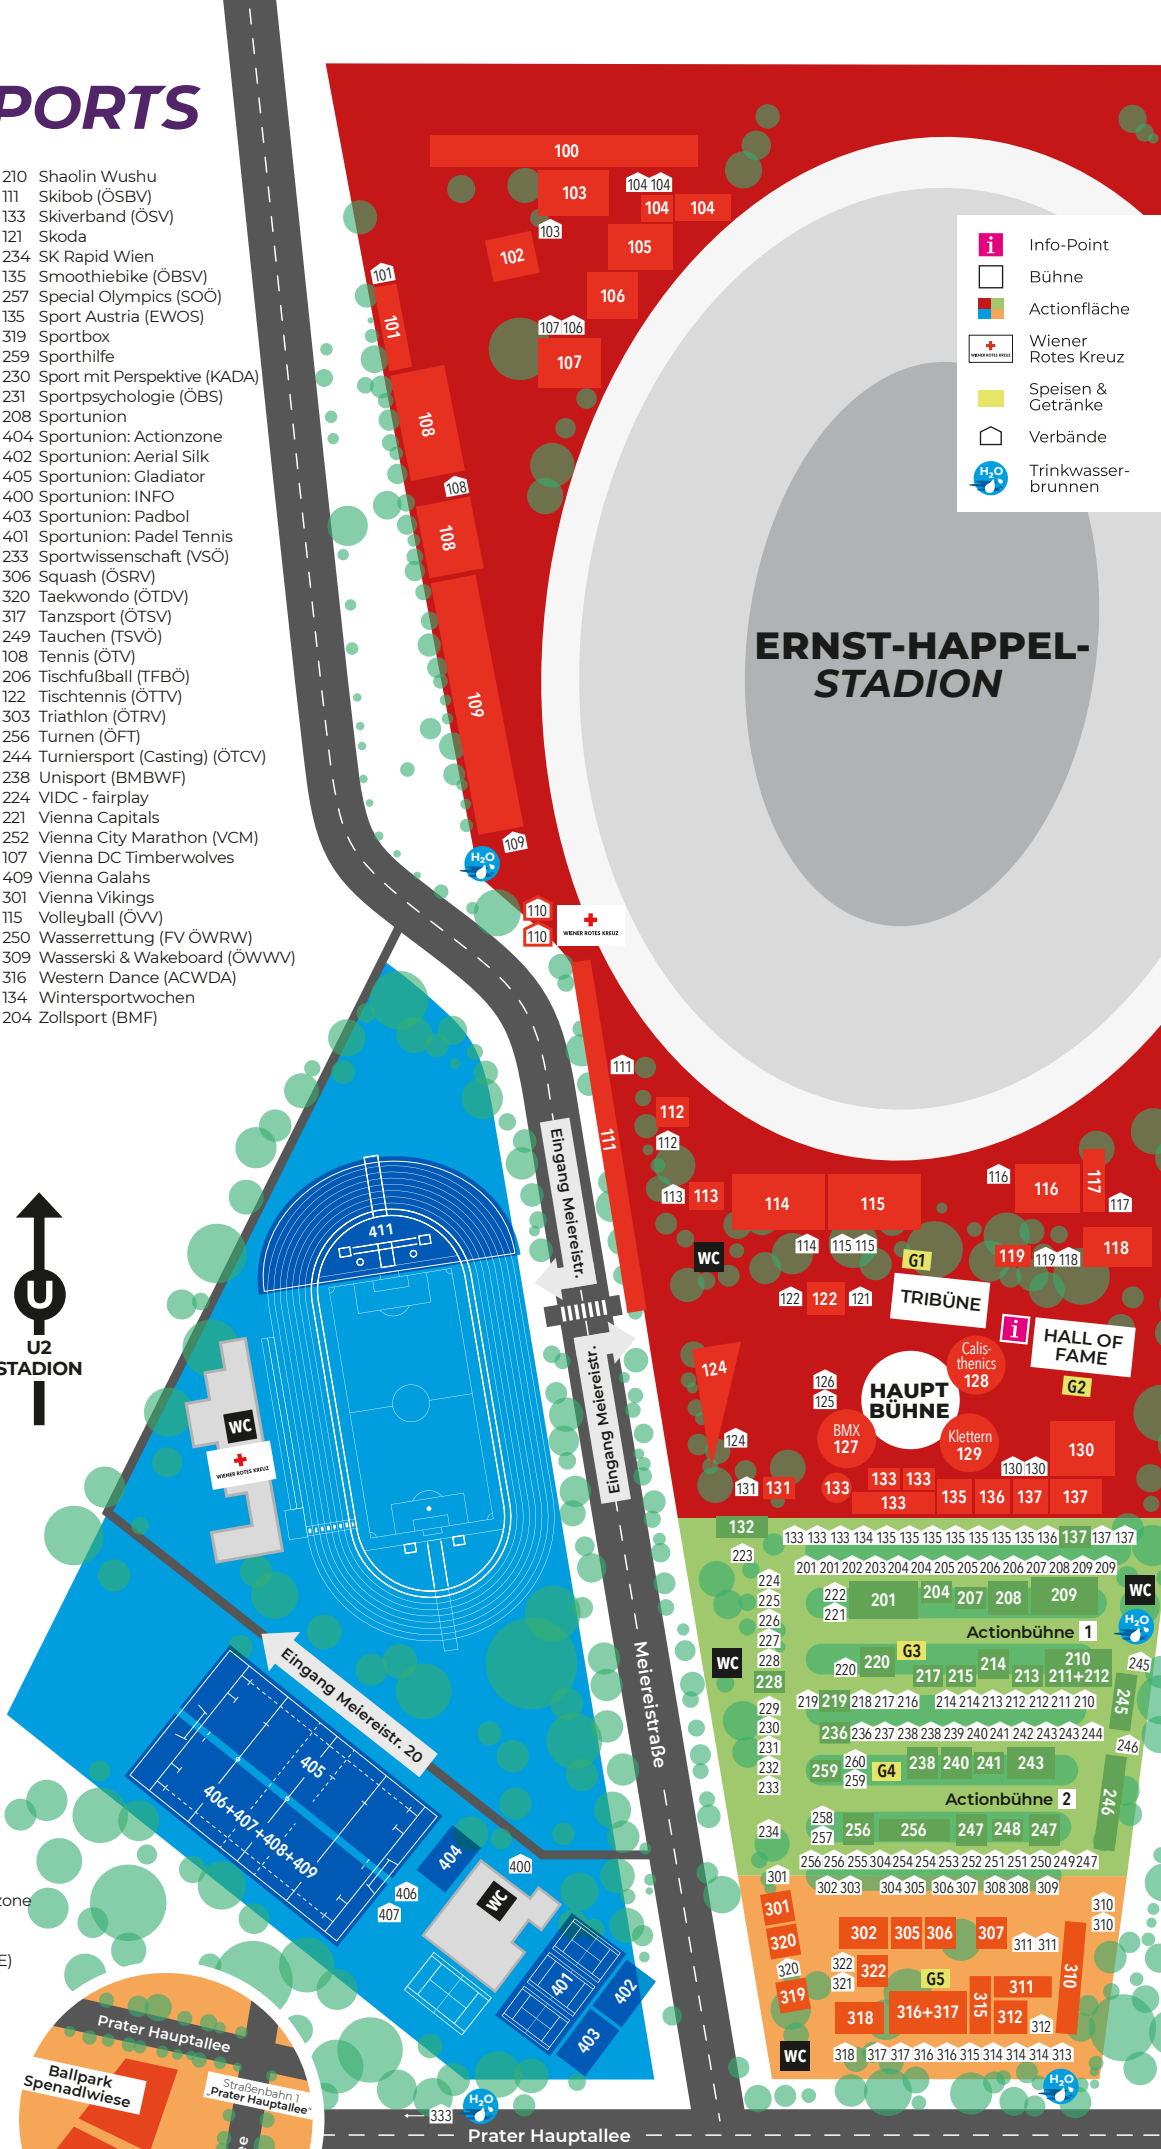 PORTS
210 Shaolin Wushu
111 Skibob (ÖSBV)
133 Skiverband (ÖSV)
121 Skoda
234 SK Rapid Wien
135 Smoothiebike (ÖBSV)
257 Special Olympics (SOÖ)
135 Sport Austria (EWOS)
319 Sportbox
259 Sporthilfe
230 Sport mit Perspektive (KADA)
231 Sportpsychologie (ÖBS)
208 Sportunion
404 Sportunion: Actionzone
402 Sportunion: Aerial Silk
405 Sportunion: Gladiator
400 Sportunion: INFO
403 Sportunion: Padbol
401 Sportunion: Padel Tennis
233 Sportwissenschaft (VSÖ)
306 Squash (ÖSRV)
320 Taekwondo (ÖTDV)
317 Tanzsport (ÖTSV)
249 Tauchen (TSVÖ)
108 Tennis (ÖTV)
206 Tischfußball (TFBÖ)
122 Tischtennis (ÖTTV)
303 Triathlon (ÖTRV)
256 Turnen (ÖFT)
244 Turniersport (Casting) (ÖTCV)
238 Unisport (BMBWF)
224 VIDC - fairplay
221 Vienna Capitals
252 Vienna City Marathon (VCM)
107 Vienna DC Timberwolves
409 Vienna Galahs
301 Vienna Vikings
115 Volleyball (ÖVV)
250 Wasserrettung (FV ÖWRW)
309 Wasserski & Wakeboard (ÖWWV)
316 Western Dance (ACWDA)
134 Wintersportwochen
204 Zollsport (BMF)
U
U2
STADION
zone
E)
i Info-Point
Bühne
Actionfläche
WIENER ROTES KREUZ
Wiener
Rotes Kreuz
Speisen &
Getränke
Verbände
H₂O
Trinkwasser-
brunnen
ERNST-HAPPEL-
STADION
100
103
104 104
104 104
103
102
105
101
106
101
107 106
107
108
108
108
109
109
H₂O
110
110
WIENER ROTES KREUZ
111
111
112
112
113 113
114
115
116
116
117
117
114
115 115
G1
119
119 118
118
WC
122
122
121
TRIBÜNE
i
HALL OF
FAME
G2
124
124
126
125
HAUPT
BÜHNE
Calis-
thenics
128
BMX
127
Klettern
129
130
130 130
131 131
133
133 133
133
135 136 137 137
132
133 133 133 134 135 135 135 135 135 135 135 136 137 137 137
223
201 201 202 203 204 204 205 205 206 206 207 208 209 209
224
225
226
227
228
228
229
230
231
232
233
234
222
221
201
204
207
208
209
WC
H₂O
Actionbühne 1
WC
220
220
G3
217 215
214
213
210
211+212
245
245
219 219 218 217 216
214 214 213 212 212 211 210
236 236 237 238 238 239 240 241 242 243 243 244
246
246
259
260
259
G4
238 240 241 243
Actionbühne 2
258
257
256
256
247 248 247
256 256 255 304 254 254 253 252 251 251 250 249 247
301
302 303 304 305 306 307 308 308 309
310
310
301
320
320
319
302 305 306 307
311 311
310
322
321
322
G5
318
316+317
315
311
312
312
WC
318 317 317 316 316 315 314 314 314 313
H₂O
Eingang Meiereistr.
Eingang Meiereistr.
Meiereistraße
411
WC
WIENER ROTES KREUZ
Eingang Meiereistr. 20
405
406+407+408+409
404
400
406
407
WC
401
402
403
Prater Hauptallee
Ballpark
Spenadlwiese
Straßenbahn 1
„Prater Hauptallee“
ee
333
H₂O
Prater Hauptallee